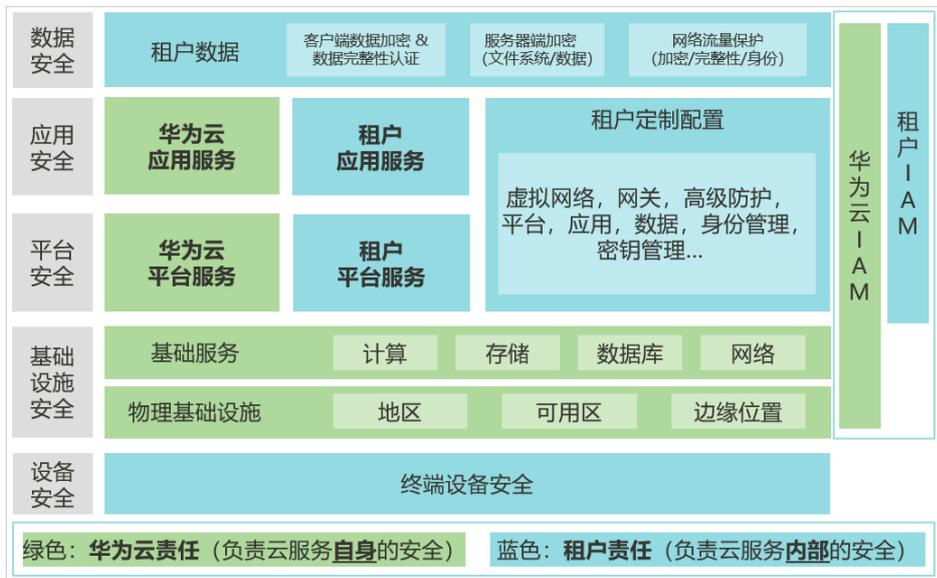 数据
安全
租户数据
客户端数据加密 &
数据完整性认证
服务器端加密
(文件系统/数据)
网络流量保护
(加密/完整性/身份)
应用
安全
华为云
应用服务
租户
应用服务
租户定制配置
虚拟网络，网关，高级防护，
平台，应用，数据，身份管理，
密钥管理...
平台
安全
华为云
平台服务
租户
平台服务
基础
设施
安全
基础服务
计算
存储
数据库
网络
物理基础设施
地区
可用区
边缘位置
设备
安全
终端设备安全
华为云IAM
租户IAM
绿色：华为云责任（负责云服务自身的安全）
蓝色：租户责任（负责云服务内部的安全）